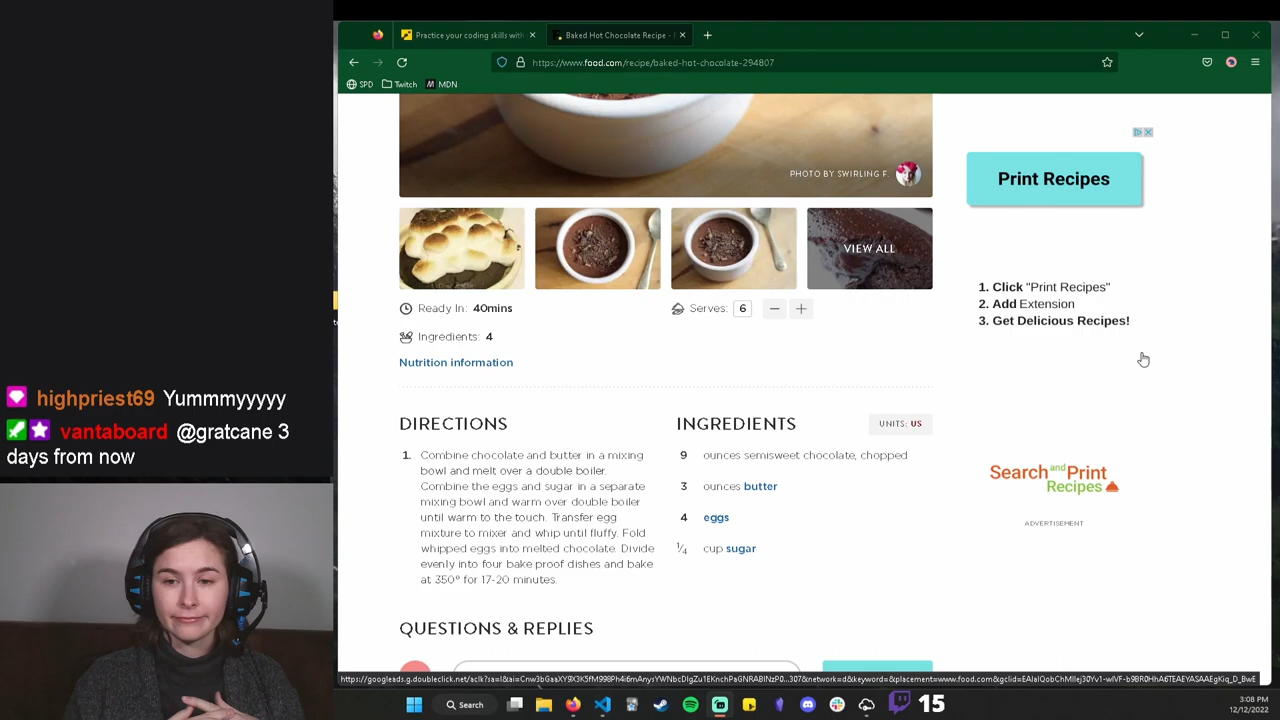 Practice your coding skills with
Baked Hot Chocolate Recipe -
https://www.food.com/recipe/baked-hot-chocolate-294807
SPD
Twitch
MDN
PHOTO BY SWIRLING F.
VIEW ALL
Ready In: 40mins
Serves: 6
Ingredients: 4
Nutrition information
DIRECTIONS
1. Combine chocolate and butter in a mixing
bowl and melt over a double boiler.
Combine the eggs and sugar in a separate
mixing bowl and warm over double boiler
until warm to the touch. Transfer egg
mixture to mixer and whip until fluffy. Fold
whipped eggs into melted chocolate. Divide
evenly into four bake proof dishes and bake
at 350° for 17-20 minutes.
INGREDIENTS
UNITS: US
9 ounces semisweet chocolate, chopped
3 ounces butter
4 eggs
¼ cup sugar
QUESTIONS & REPLIES
Print Recipes
1. Click "Print Recipes"
2. Add Extension
3. Get Delicious Recipes!
Search and Print
Recipes
ADVERTISEMENT
highpriest69 Yummmyyyyy
vantaboard @gratcane 3
days from now
Search
15
3:08 PM
12/12/2022